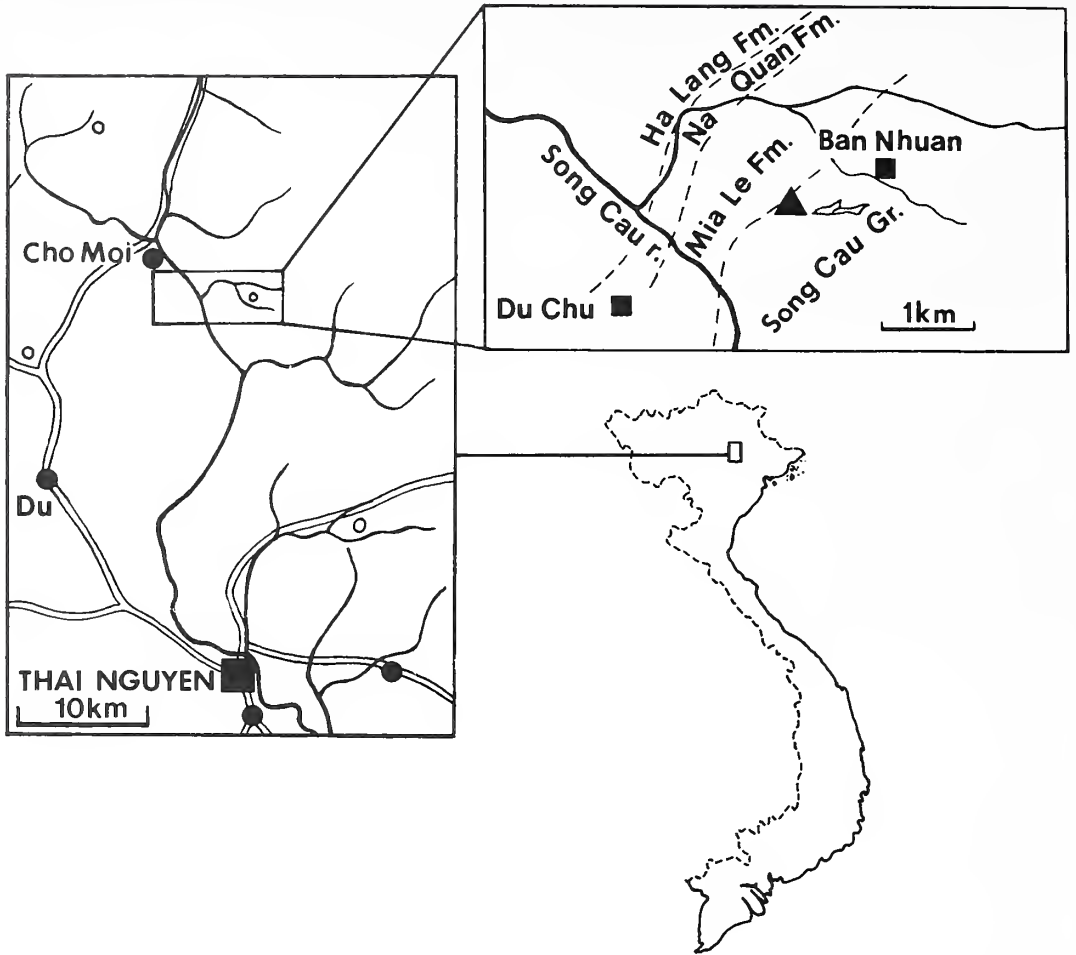 Cho Moi
Du
THAI NGUYEN
10km
Ha Lang Fm.
Na Quan Fm.
Mia Le Fm.
Ban Nhuan
Song Cau r.
Song Cau Gr.
Du Chu
1km